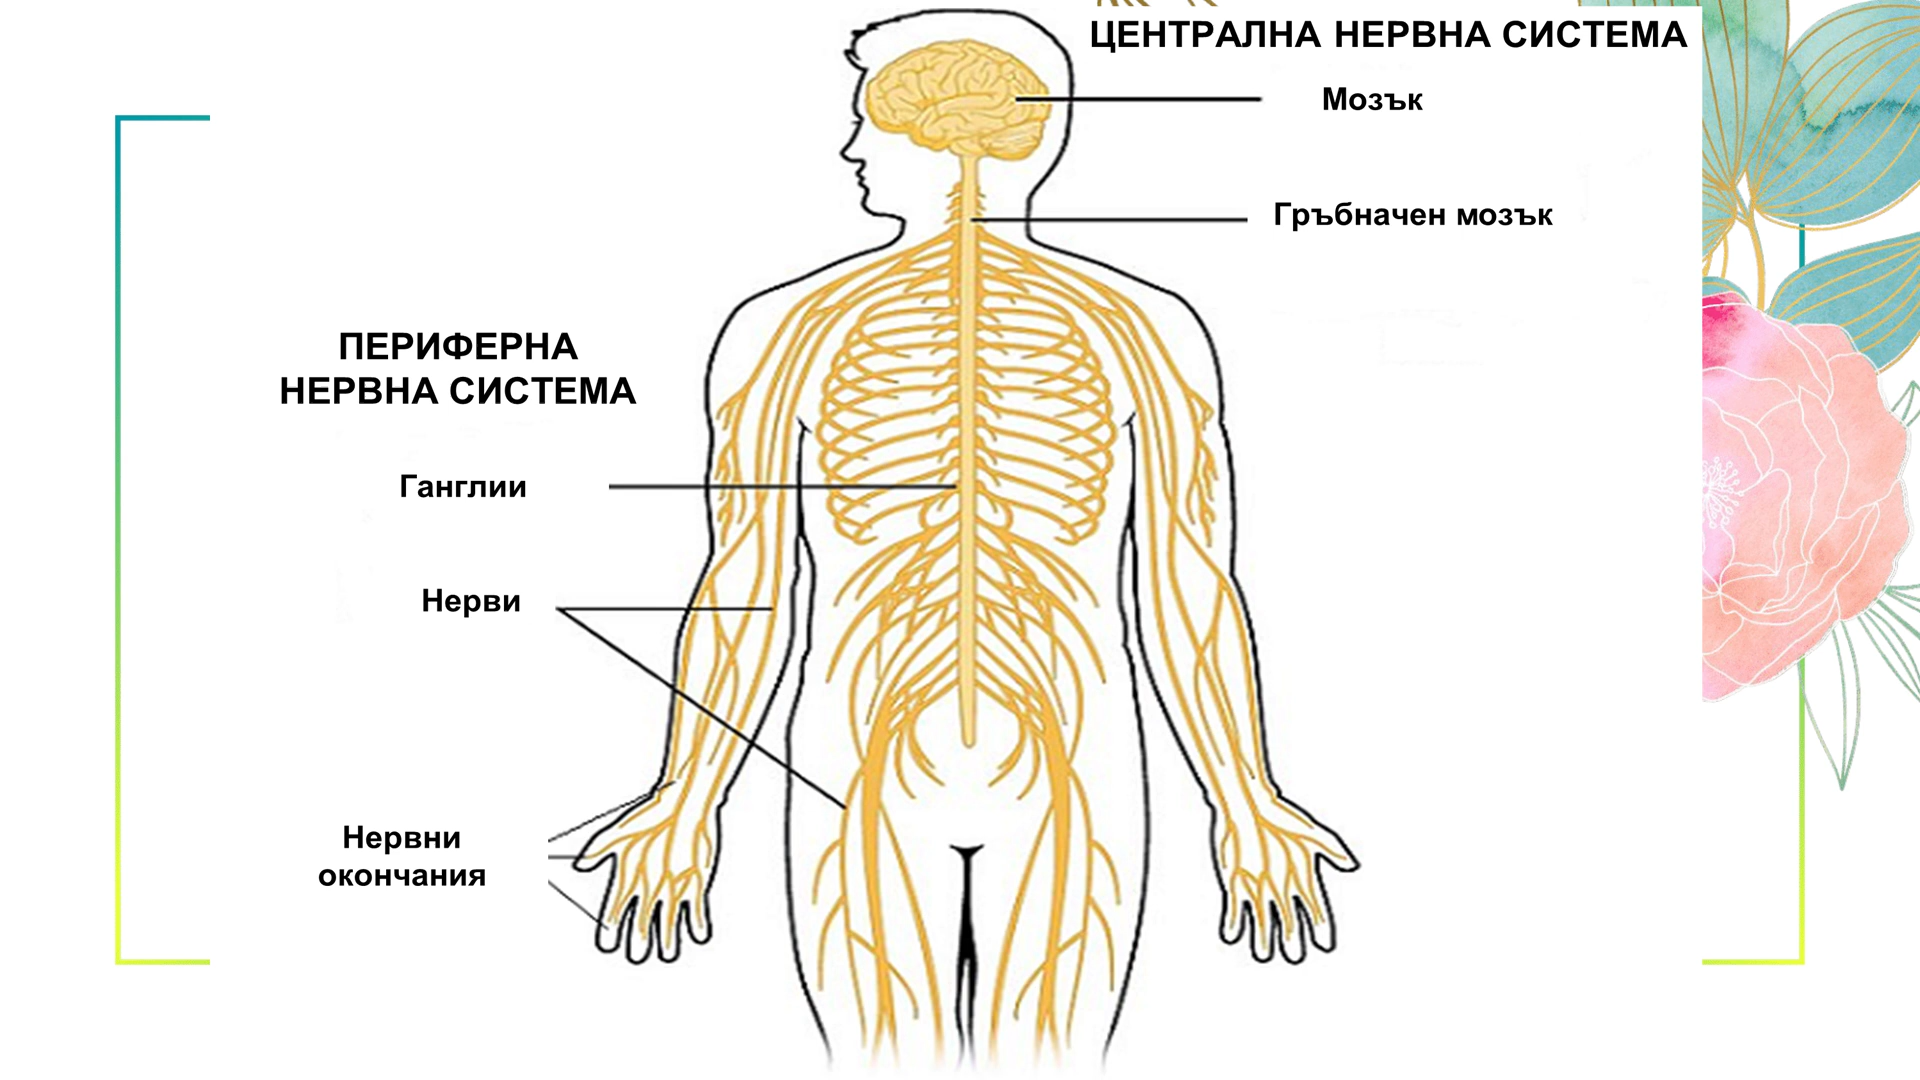 ЦЕНТРАЛНА НЕРВНА СИСТЕМА
Мозък
Гръбначен мозък
ПЕРИФЕРНА
НЕРВНА СИСТЕМА
Ганглии
Нерви
Нервни
окончания